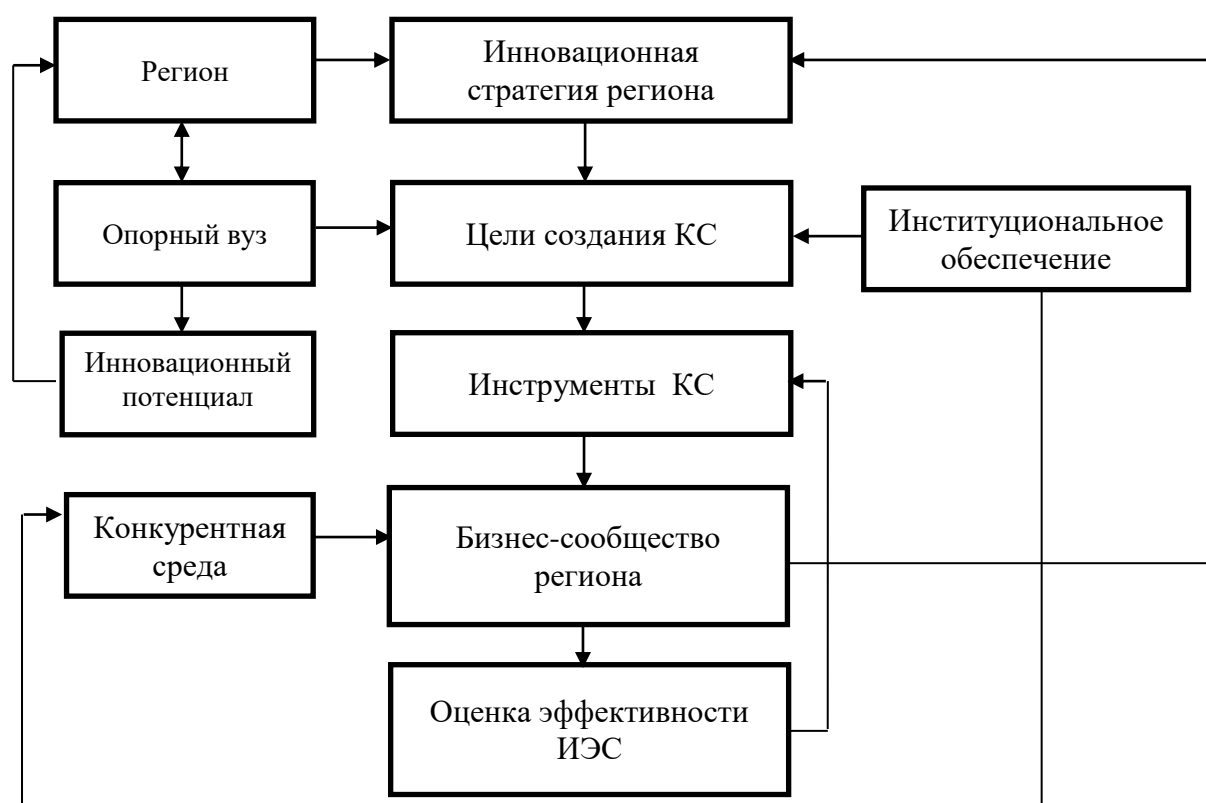 Регион
Инновационная
стратегия региона
Опорный вуз
Цели создания КС
Институциональное
обеспечение
Инновационный
потенциал
Инструменты КС
Конкурентная
среда
Бизнес-сообщество
региона
Оценка эффективности
ИЭС